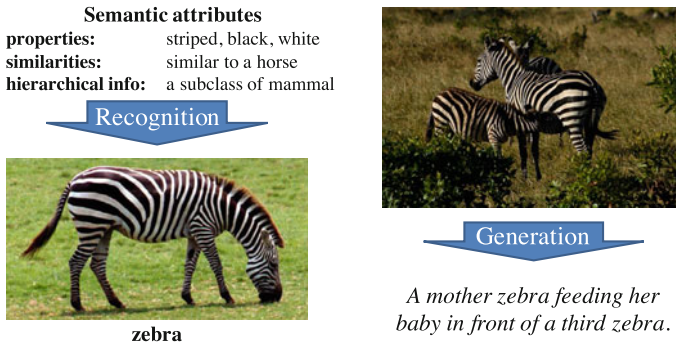 Semantic attributes
properties: striped, black, white
similarities: similar to a horse
hierarchical info: a subclass of mammal
Recognition
zebra
Generation
A mother zebra feeding her
baby in front of a third zebra.